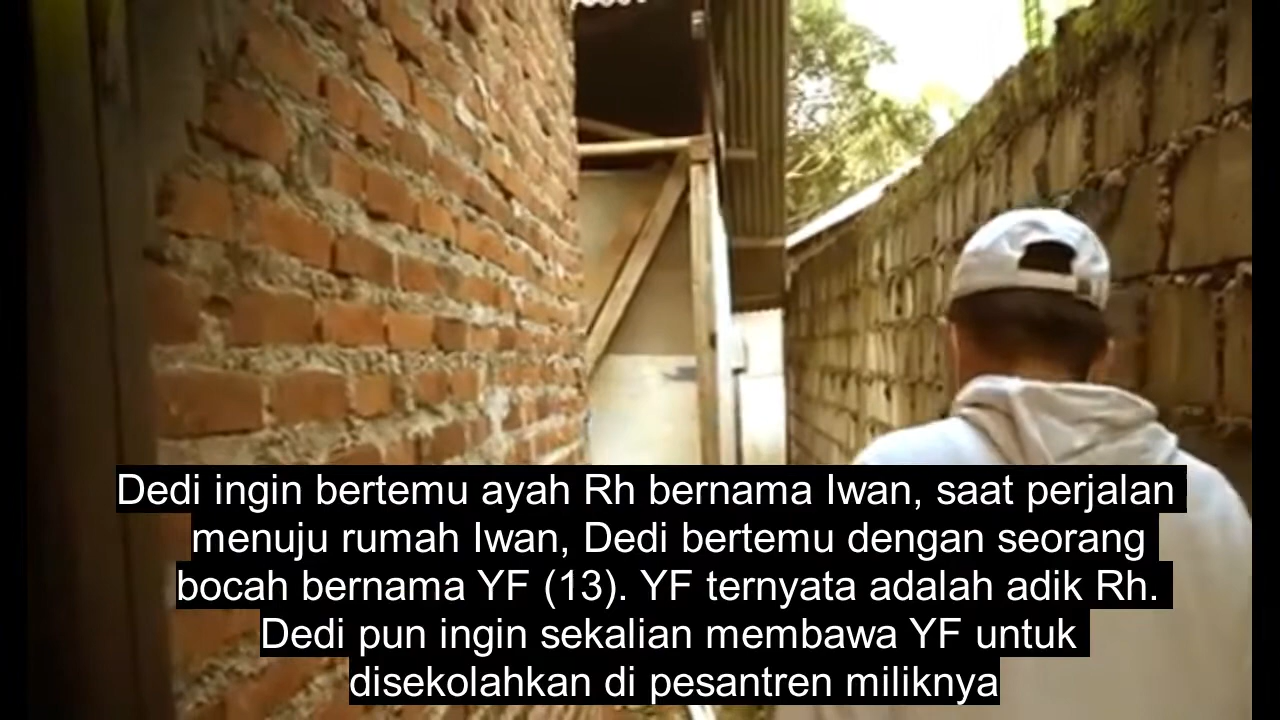 Dedi ingin bertemu ayah Rh bernama Iwan, saat perjalan
menuju rumah Iwan, Dedi bertemu dengan seorang
bocah bernama YF (13). YF ternyata adalah adik Rh.
Dedi pun ingin sekalian membawa YF untuk
disekolahkan di pesantren miliknya